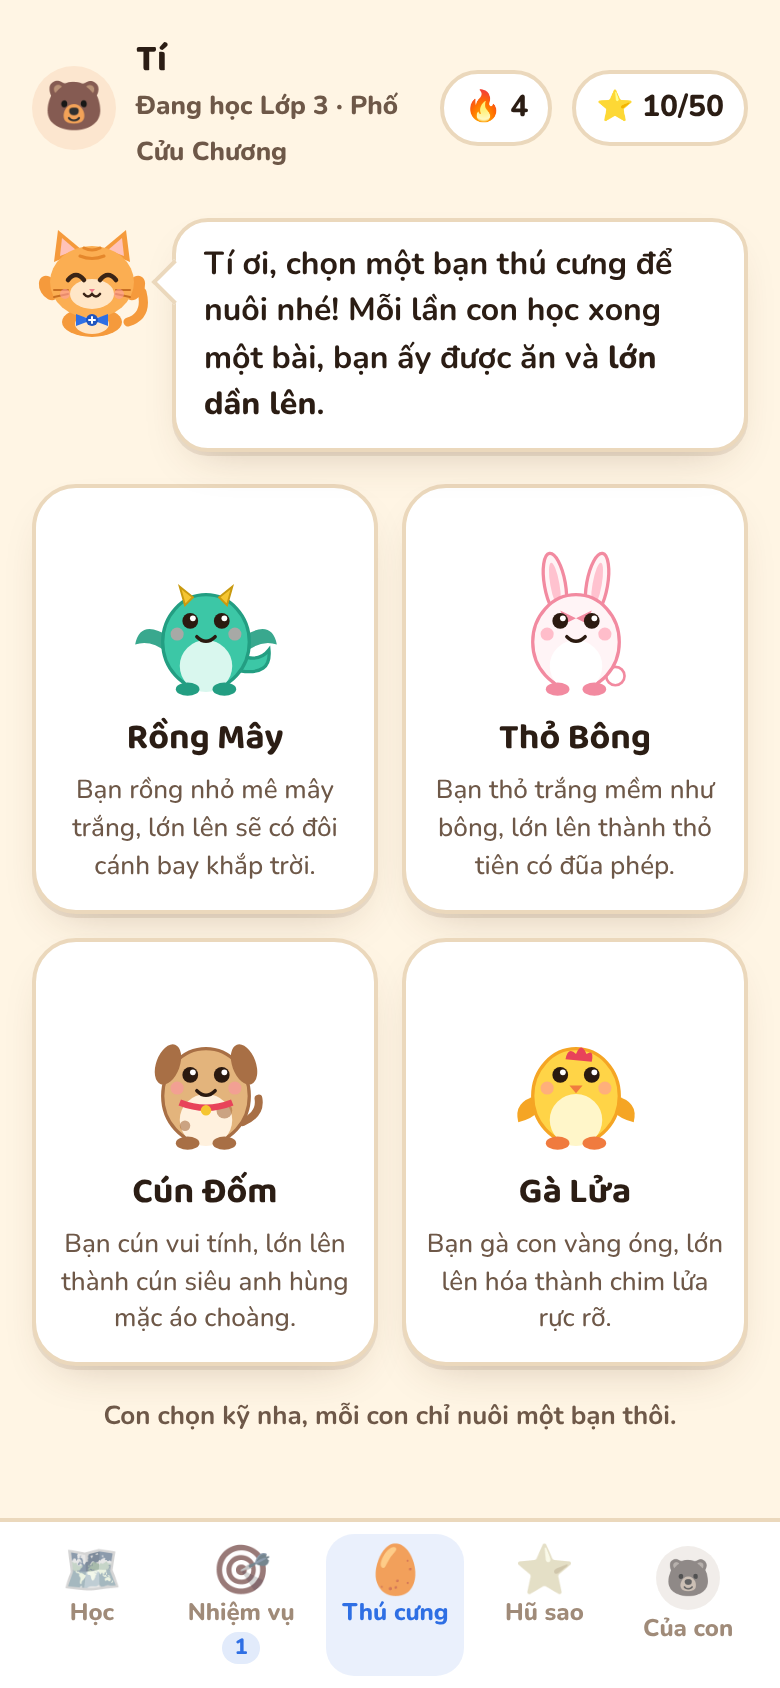 Tí
Đang học Lớp 3 · Phố
Cửu Chương
4
10/50
Tí ơi, chọn một bạn thú cưng để
nuôi nhé! Mỗi lần con học xong
một bài, bạn ấy được ăn và lớn
dần lên.
Rồng Mây
Bạn rồng nhỏ mê mây
trắng, lớn lên sẽ có đôi
cánh bay khắp trời.
Thỏ Bông
Bạn thỏ trắng mềm như
bông, lớn lên thành thỏ
tiên có đũa phép.
Cún Đốm
Bạn cún vui tính, lớn lên
thành cún siêu anh hùng
mặc áo choàng.
Gà Lửa
Bạn gà con vàng óng, lớn
lên hóa thành chim lửa
rực rỡ.
Con chọn kỹ nha, mỗi con chỉ nuôi một bạn thôi.
Học
Nhiệm vụ
1
Thú cưng
Hũ sao
Của con